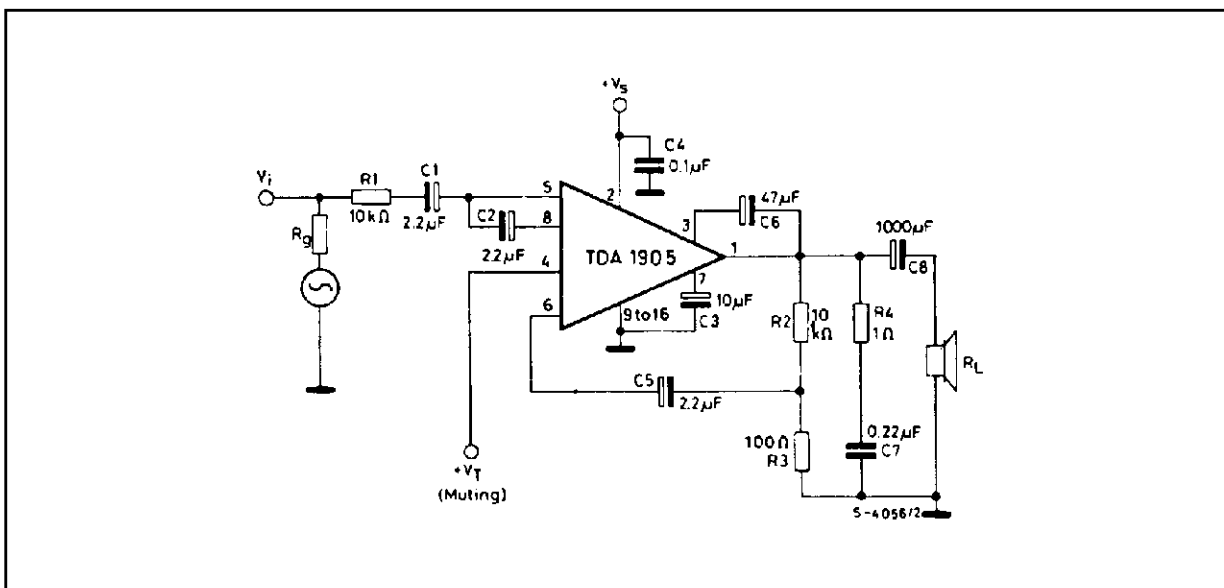 +Vs
C4
0.1µF
Vi
R1
10kΩ
C1
2.2µF
C2
2.2µF
Rg
5
8
4
6
2
3
1
7
TDA 1905
9 to 16
47µF
C6
10µF
C3
1000µF
C8
R2
10
kΩ
R4
1Ω
RL
C5
2.2µF
100Ω
R3
0.22µF
C7
+VT
(Muting)
S-4056/2